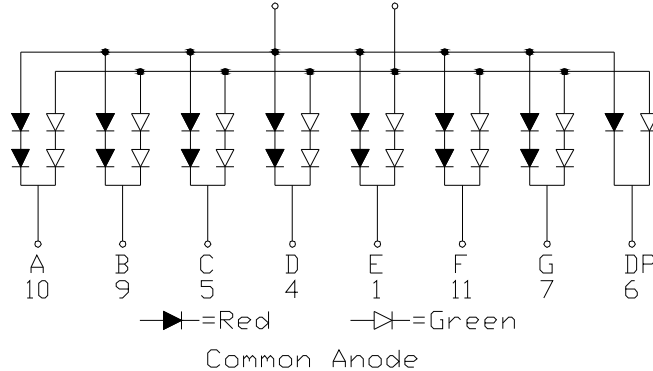 A B C D E F G DP
10 9 5 4 1 11 7 6
=Red =Green
Common Anode